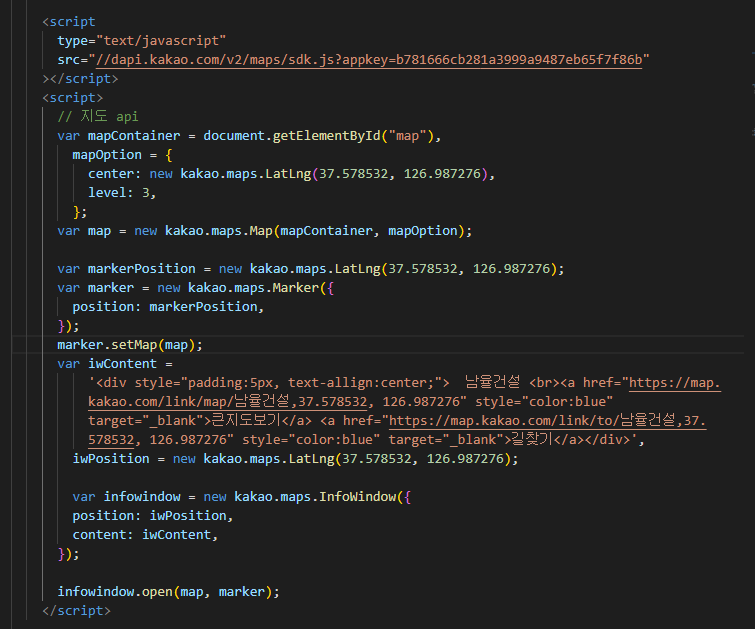 <script
type="text/javascript"
src="//dapi.kakao.com/v2/maps/sdk.js?appkey=b781666cb281a3999a9487eb65f7f86b"
></script>
<script>
// 지도 api
var mapContainer = document.getElementById("map"),
mapOption = {
center: new kakao.maps.LatLng(37.578532, 126.987276),
level: 3,
};
var map = new kakao.maps.Map(mapContainer, mapOption);
var markerPosition = new kakao.maps.LatLng(37.578532, 126.987276);
var marker = new kakao.maps.Marker({
position: markerPosition,
});
marker.setMap(map);
var iwContent =
'<div style="padding:5px, text-allign:center;">  남율건설 <br><a href="https://map.
kakao.com/link/map/남율건설,37.578532, 126.987276" style="color:blue"
target="_blank">큰지도보기</a> <a href="https://map.kakao.com/link/to/남율건설,37.
578532, 126.987276" style="color:blue" target="_blank">길찾기</a></div>',
iwPosition = new kakao.maps.LatLng(37.578532, 126.987276);
var infowindow = new kakao.maps.InfoWindow({
position: iwPosition,
content: iwContent,
});
infowindow.open(map, marker);
</script>